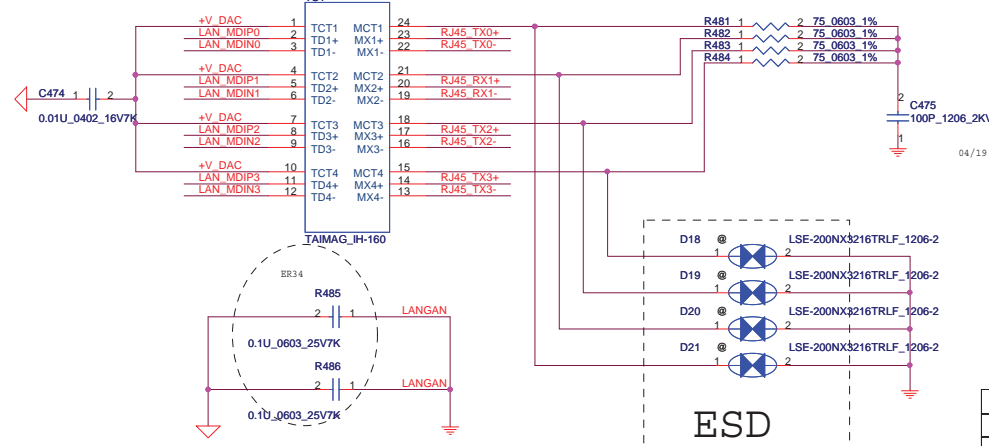 +V_DAC 1 TCT1 MCT1 24 R481 1 2 75_0603_1%
LAN_MDIP0 2 TD1+ MX1+ 23 RJ45_TX0+ R482 1 2 75_0603_1%
LAN_MDIN0 3 TD1- MX1- 22 RJ45_TX0- R483 1 2 75_0603_1%
R484 1 2 75_0603_1%
+V_DAC 4 TCT2 MCT2 21
LAN_MDIP1 5 TD2+ MX2+ 20 RJ45_RX1+
LAN_MDIN1 6 TD2- MX2- 19 RJ45_RX1-
C474 1 2
0.01U_0402_16V7K
2 C475
100P_1206_2KV
1
+V_DAC 7 TCT3 MCT3 18
LAN_MDIP2 8 TD3+ MX3+ 17 RJ45_TX2+
LAN_MDIN2 9 TD3- MX3- 16 RJ45_TX2-
04/19
+V_DAC 10 TCT4 MCT4 15
LAN_MDIP3 11 TD4+ MX4+ 14 RJ45_TX3+
LAN_MDIN3 12 TD4- MX4- 13 RJ45_TX3-
TAIMAG_IH-160
D18 @ LSE-200NX3216TRLF_1206-2
1 2
ER34
R485
2 1 LANGAN
0.1U_0603_25V7K
D19 @ LSE-200NX3216TRLF_1206-2
1 2
D20 @ LSE-200NX3216TRLF_1206-2
1 2
D21 @ LSE-200NX3216TRLF_1206-2
1 2
R486
2 1 LANGAN
0.1U_0603_25V7K
ESD